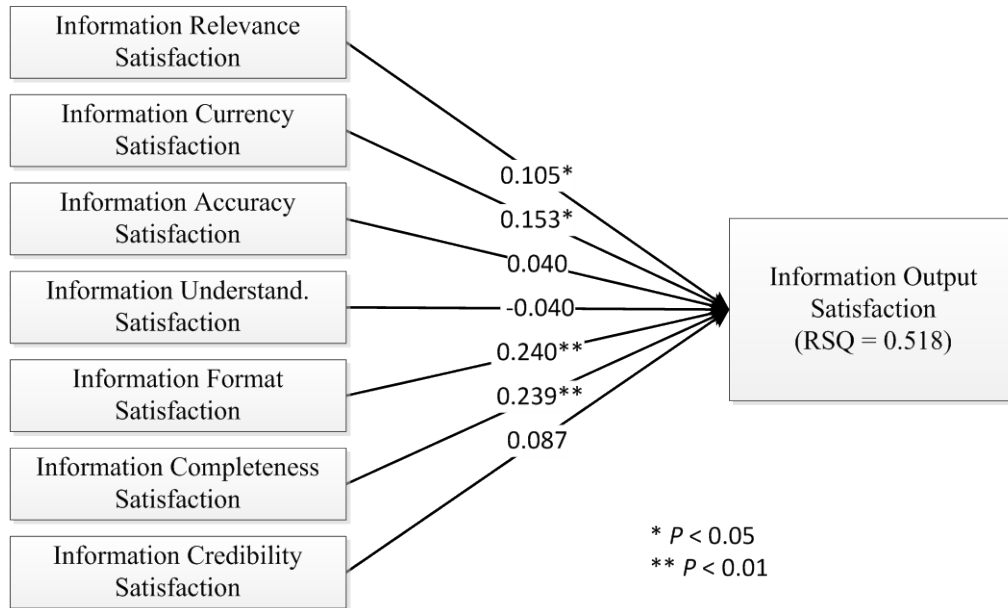 Information Relevance
Satisfaction
Information Currency
Satisfaction
Information Accuracy
Satisfaction
Information Understand.
Satisfaction
Information Format
Satisfaction
Information Completeness
Satisfaction
Information Credibility
Satisfaction
0.105*
0.153*
0.040
-0.040
0.240**
0.239**
0.087
Information Output
Satisfaction
(RSQ = 0.518)
* P < 0.05
** P < 0.01